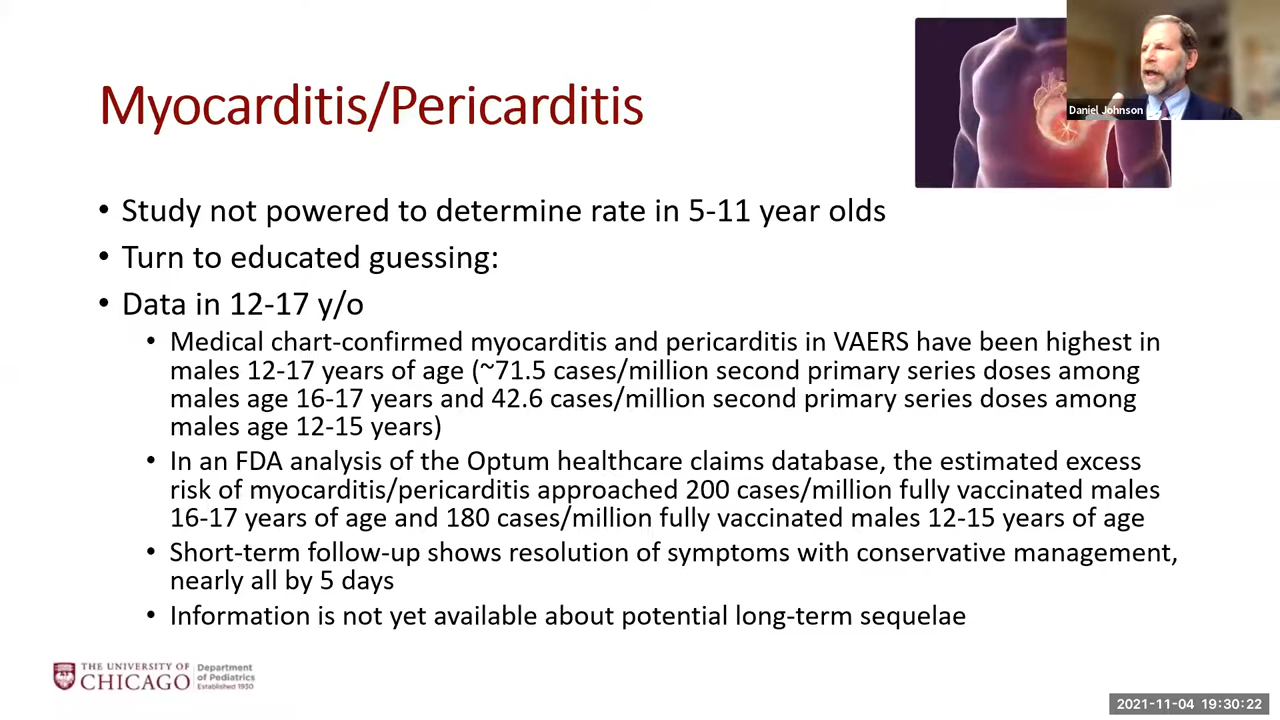 Myocarditis/Pericarditis
Daniel Johnson
• Study not powered to determine rate in 5-11 year olds
• Turn to educated guessing:
• Data in 12-17 y/o
• Medical chart-confirmed myocarditis and pericarditis in VAERS have been highest in
males 12-17 years of age (~71.5 cases/million second primary series doses among
males age 16-17 years and 42.6 cases/million second primary series doses among
males age 12-15 years)
• In an FDA analysis of the Optum healthcare claims database, the estimated excess
risk of myocarditis/pericarditis approached 200 cases/million fully vaccinated males
16-17 years of age and 180 cases/million fully vaccinated males 12-15 years of age
• Short-term follow-up shows resolution of symptoms with conservative management,
nearly all by 5 days
• Information is not yet available about potential long-term sequelae
THE UNIVERSITY OF
CHICAGO
Department
of Pediatrics
Established 1930
2021-11-04 19:30:22